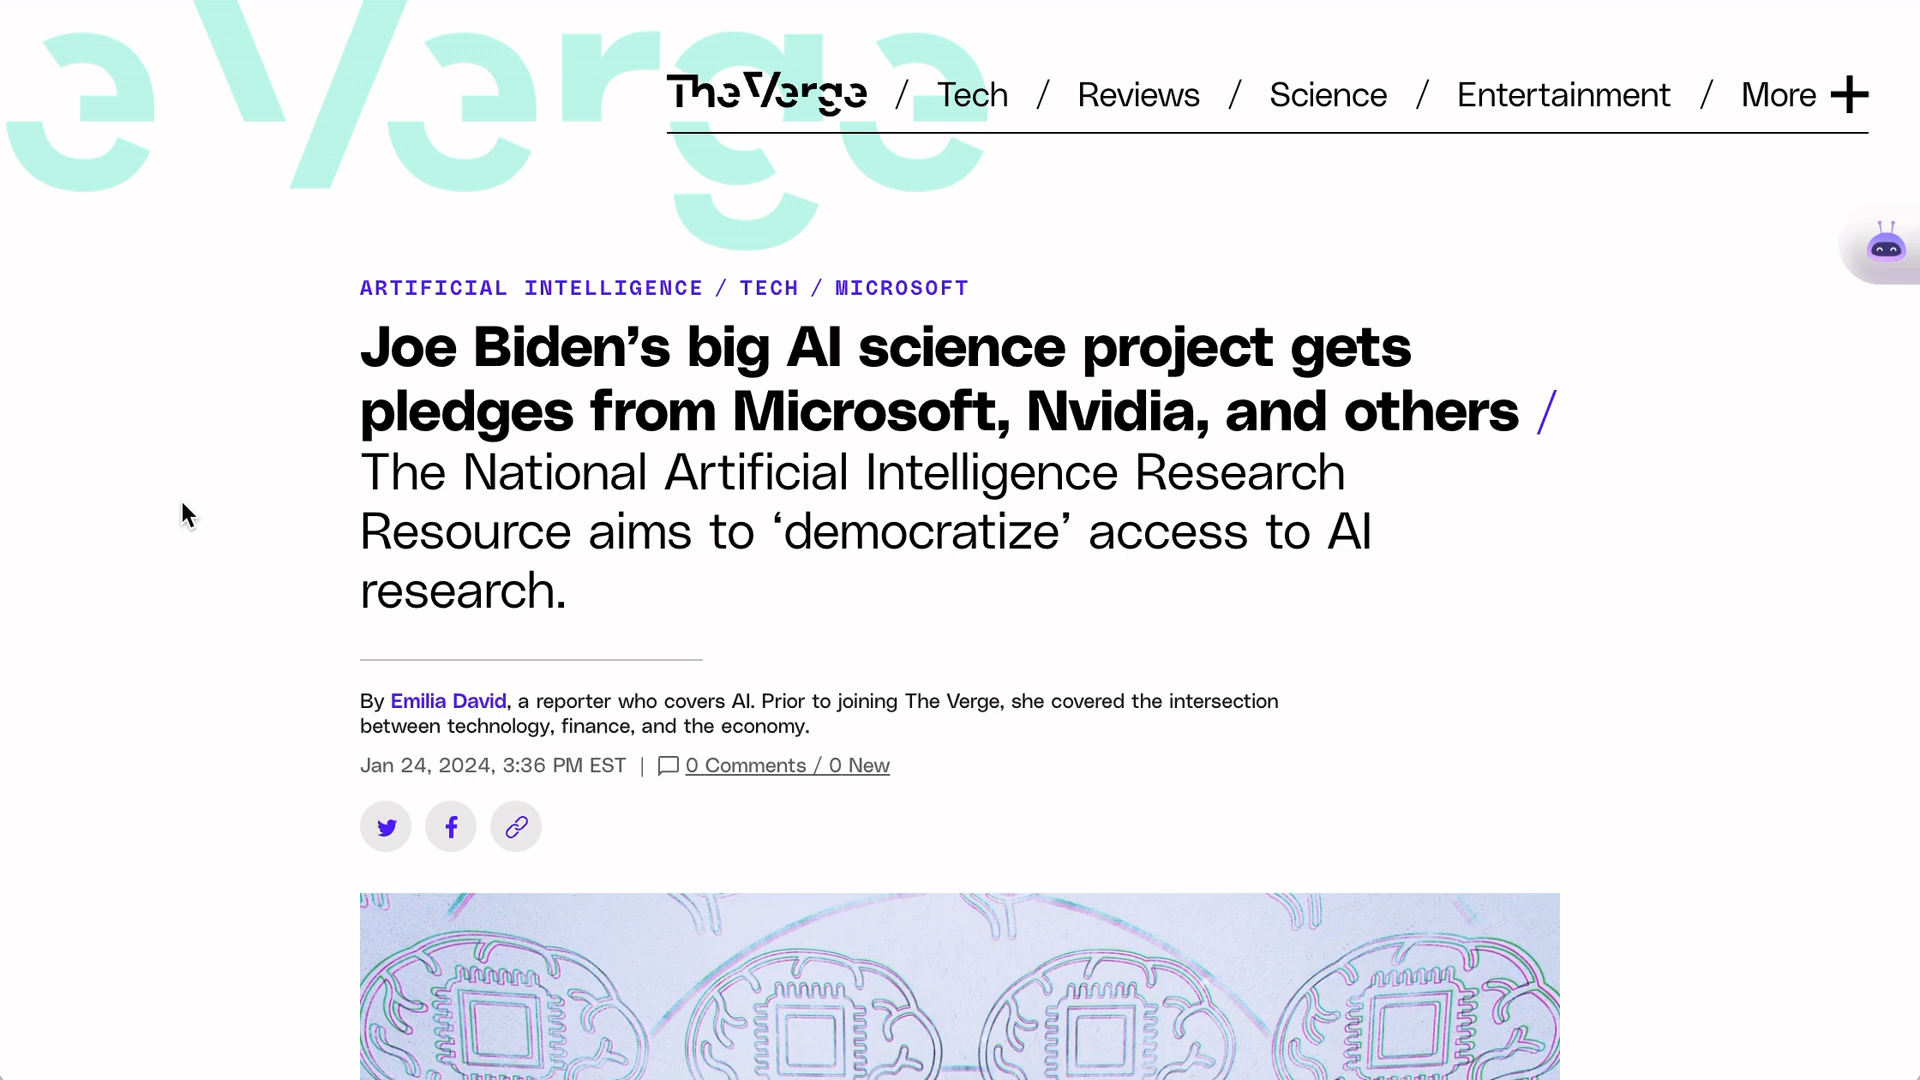 e Verge
The Verge / Tech / Reviews / Science / Entertainment / More
ARTIFICIAL INTELLIGENCE / TECH / MICROSOFT
Joe Biden’s big AI science project gets
pledges from Microsoft, Nvidia, and others /
The National Artificial Intelligence Research
Resource aims to ‘democratize’ access to AI
research.
By Emilia David, a reporter who covers AI. Prior to joining The Verge, she covered the intersection
between technology, finance, and the economy.
Jan 24, 2024, 3:36 PM EST | 0 Comments / 0 New